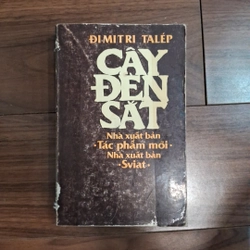 ĐIMITRI TALÉP
CÂY
ĐÈN
SẮT
Nhà xuất bản
•Tác phẩm mới•
Nhà xuất bản
•Sviat•